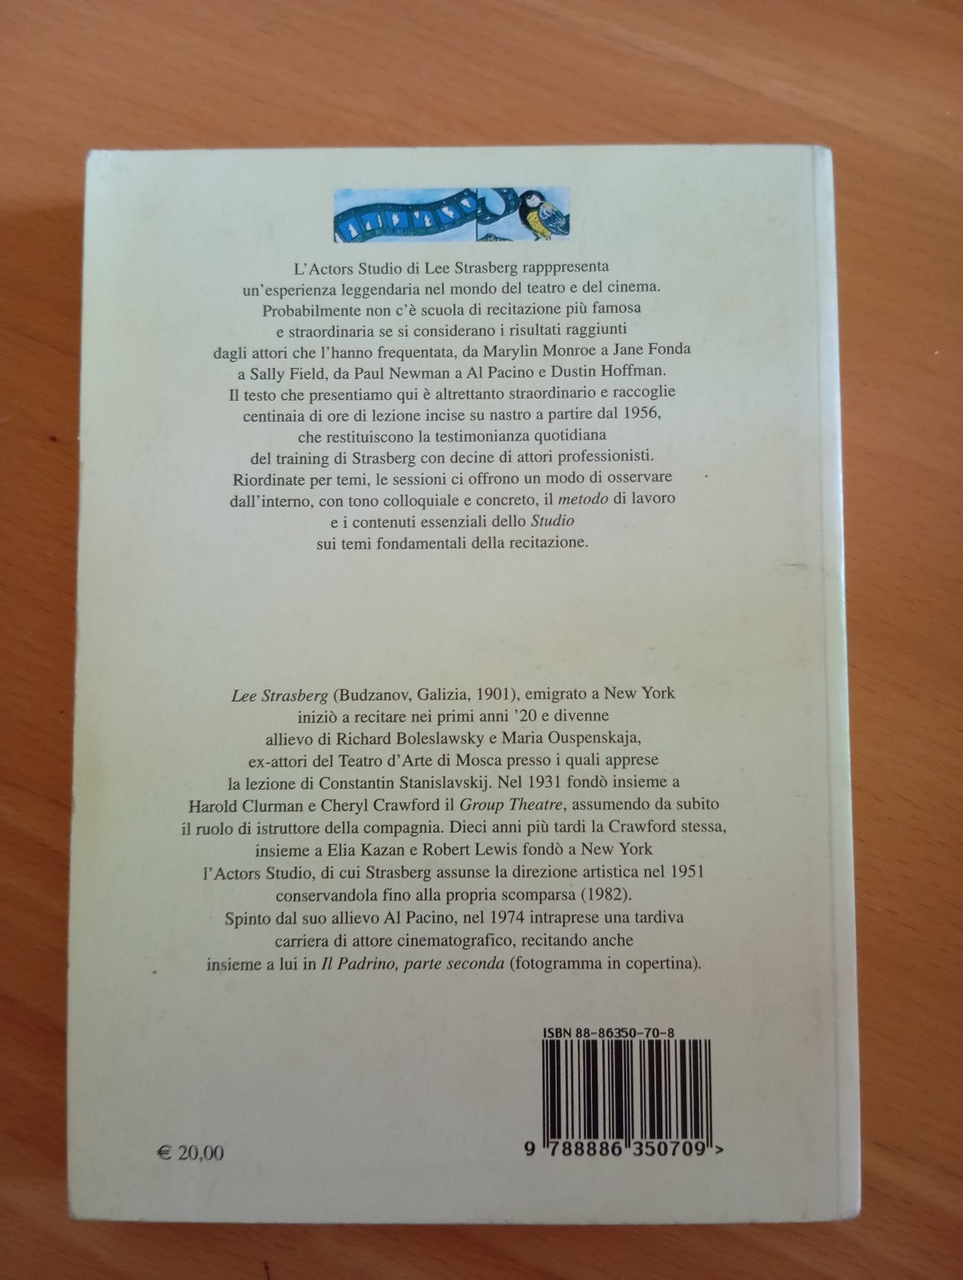 L'Actors Studio di Lee Strasberg rapppresenta
un'esperienza leggendaria nel mondo del teatro e del cinema.
Probabilmente non c'è scuola di recitazione più famosa
e straordinaria se si considerano i risultati raggiunti
dagli attori che l'hanno frequentata, da Marylin Monroe a Jane Fonda
a Sally Field, da Paul Newman a Al Pacino e Dustin Hoffman.
Il testo che presentiamo qui è altrettanto straordinario e raccoglie
centinaia di ore di lezione incise su nastro a partire dal 1956,
che restituiscono la testimonianza quotidiana
del training di Strasberg con decine di attori professionisti.
Riordinate per temi, le sessioni ci offrono un modo di osservare
dall'interno, con tono colloquiale e concreto, il metodo di lavoro
e i contenuti essenziali dello Studio
sui temi fondamentali della recitazione.
Lee Strasberg (Budzanov, Galizia, 1901), emigrato a New York
iniziò a recitare nei primi anni '20 e divenne
allievo di Richard Boleslawsky e Maria Ouspenskaja,
ex-attori del Teatro d'Arte di Mosca presso i quali apprese
la lezione di Constantin Stanislavskij. Nel 1931 fondò insieme a
Harold Clurman e Cheryl Crawford il Group Theatre, assumendo da subito
il ruolo di istruttore della compagnia. Dieci anni più tardi la Crawford stessa,
insieme a Elia Kazan e Robert Lewis fondò a New York
l'Actors Studio, di cui Strasberg assunse la direzione artistica nel 1951
conservandola fino alla propria scomparsa (1982).
Spinto dal suo allievo Al Pacino, nel 1974 intraprese una tardiva
carriera di attore cinematografico, recitando anche
insieme a lui in Il Padrino, parte seconda (fotogramma in copertina).
ISBN 88-86350-70-8
9 788886 350709 >
€ 20,00